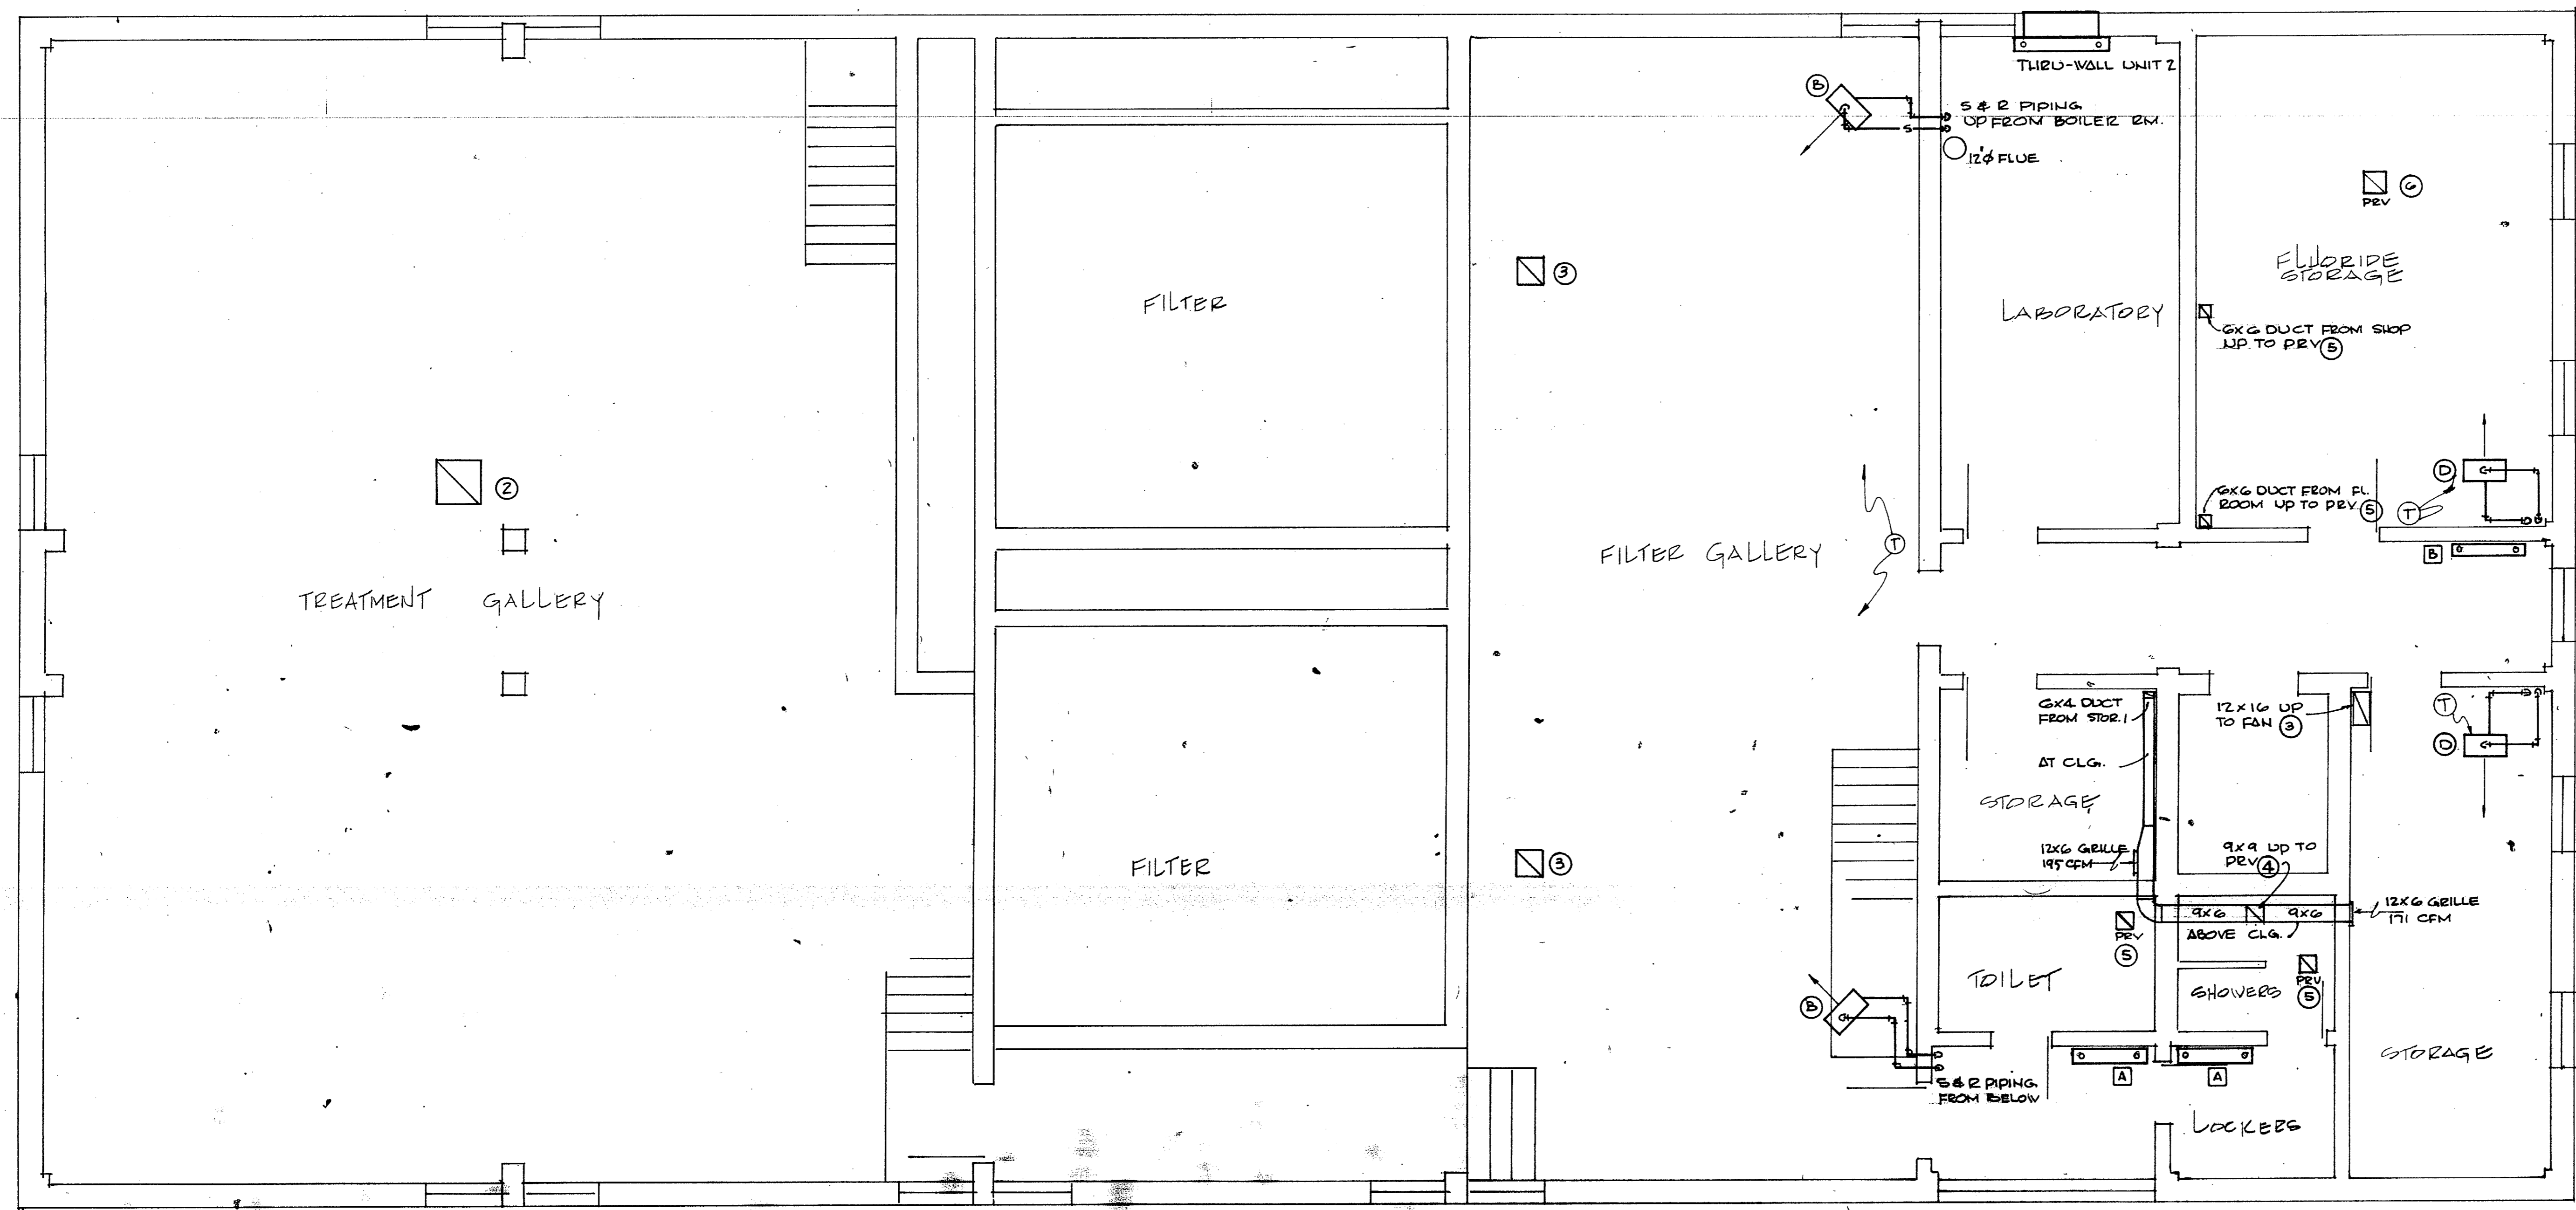 THRU-WALL UNIT 2
B
S & R PIPING
UP FROM BOILER RM.
S
12"φ FLUE
6
PRV
FLUORIDE
STORAGE
3
FILTER
LABORATORY
6X6 DUCT FROM SHOP
UP TO PRV 5
2
D
6X6 DUCT FROM FL.
ROOM UP TO PRV 5
T
T
FILTER GALLERY
B
TREATMENT GALLERY
6X4 DUCT
FROM STOR. 1
12X16 UP
TO FAN 3
T
D
AT CLG.
STORAGE
12X6 GRILLE
195 CFM
9X9 UP TO
PRV 4
FILTER
3
9X6
9X6
12X6 GRILLE
171 CFM
PRV
5
ABOVE CLG.
TOILET
SHOWERS
PRV
5
B
STORAGE
A
A
S & R PIPING
FROM BELOW
LOCKERS